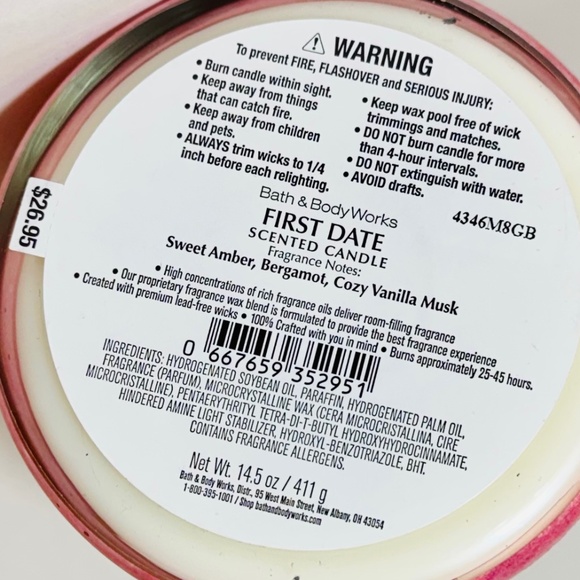 WARNING
To prevent FIRE, FLASHOVER and SERIOUS INJURY:
• Burn candle within sight.
• Keep away from things
that can catch fire.
• Keep away from children
and pets.
• ALWAYS trim wicks to 1/4
inch before each relighting.
• Keep wax pool free of wick
trimmings and matches.
• DO NOT burn candle for more
than 4-hour intervals.
• DO NOT extinguish with water.
• AVOID drafts.
4346M8GB
$26.95
Bath & Body Works
FIRST DATE
SCENTED CANDLE
Fragrance Notes:
Sweet Amber, Bergamot, Cozy Vanilla Musk
• High concentrations of rich fragrance oils deliver room-filling fragrance
• Our proprietary fragrance wax blend is formulated to provide the best fragrance experience
• Created with premium lead-free wicks • 100% Crafted with you in mind • Burns approximately 25-45 hours.
0 667659 352951
INGREDIENTS: HYDROGENATED SOYBEAN OIL, PARAFFIN, HYDROGENATED PALM OIL,
FRAGRANCE (PARFUM), MICROCRYSTALLINE WAX (CERA MICROCRISTALLINA, CIRE
MICROCRISTALLINE), PENTAERYTHRITYL TETRA-DI-T-BUTYL HYDROXYHYDROCINNAMATE,
HINDERED AMINE LIGHT STABILIZER, HYDROXYL-BENZOTRIAZOLE, BHT.
CONTAINS FRAGRANCE ALLERGENS.
Net Wt. 14.5 oz / 411 g
Bath & Body Works, Distr., 95 West Main Street, New Albany, OH 43054
1-800-395-1001 / Shop bathandbodyworks.com